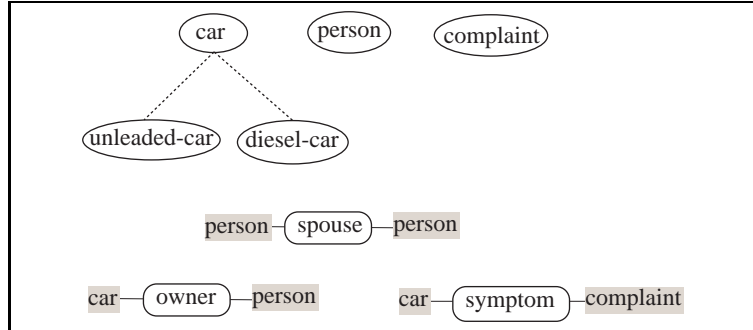 car person complaint
unleaded-car diesel-car
person spouse person
car owner person car symptom complaint